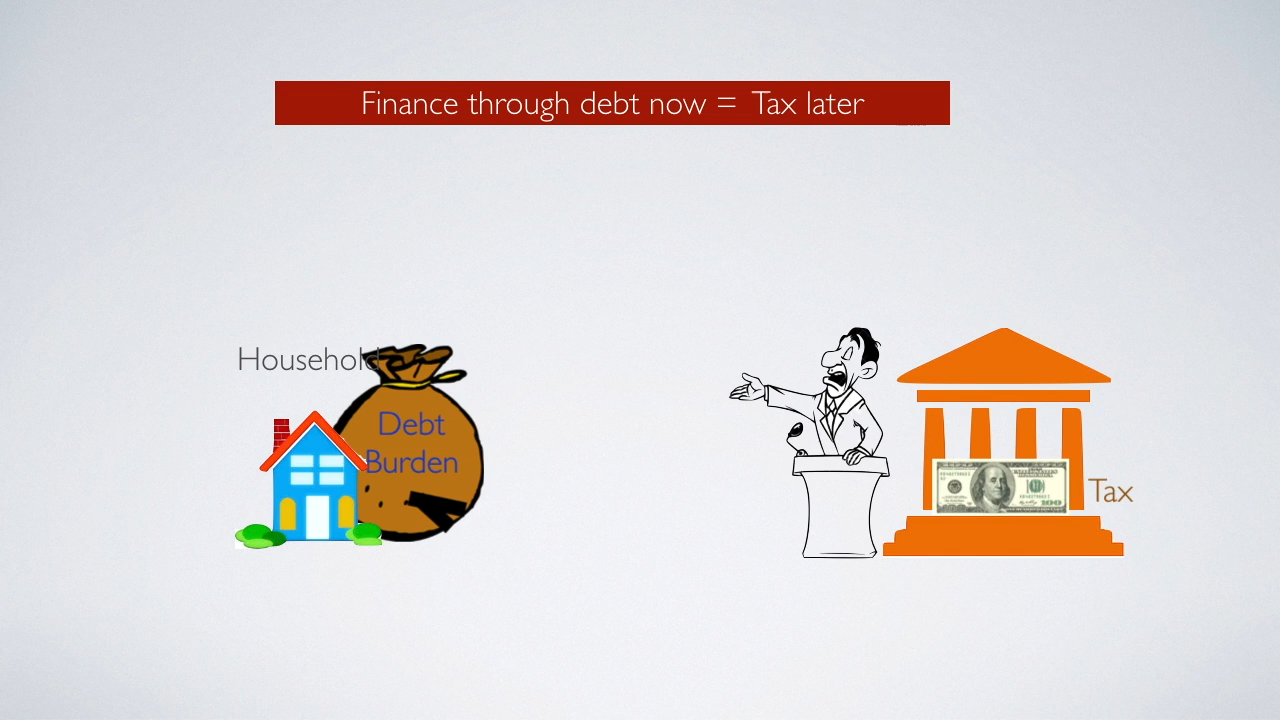 Finance through debt now = Tax later
Household
Debt
Burden
Tax